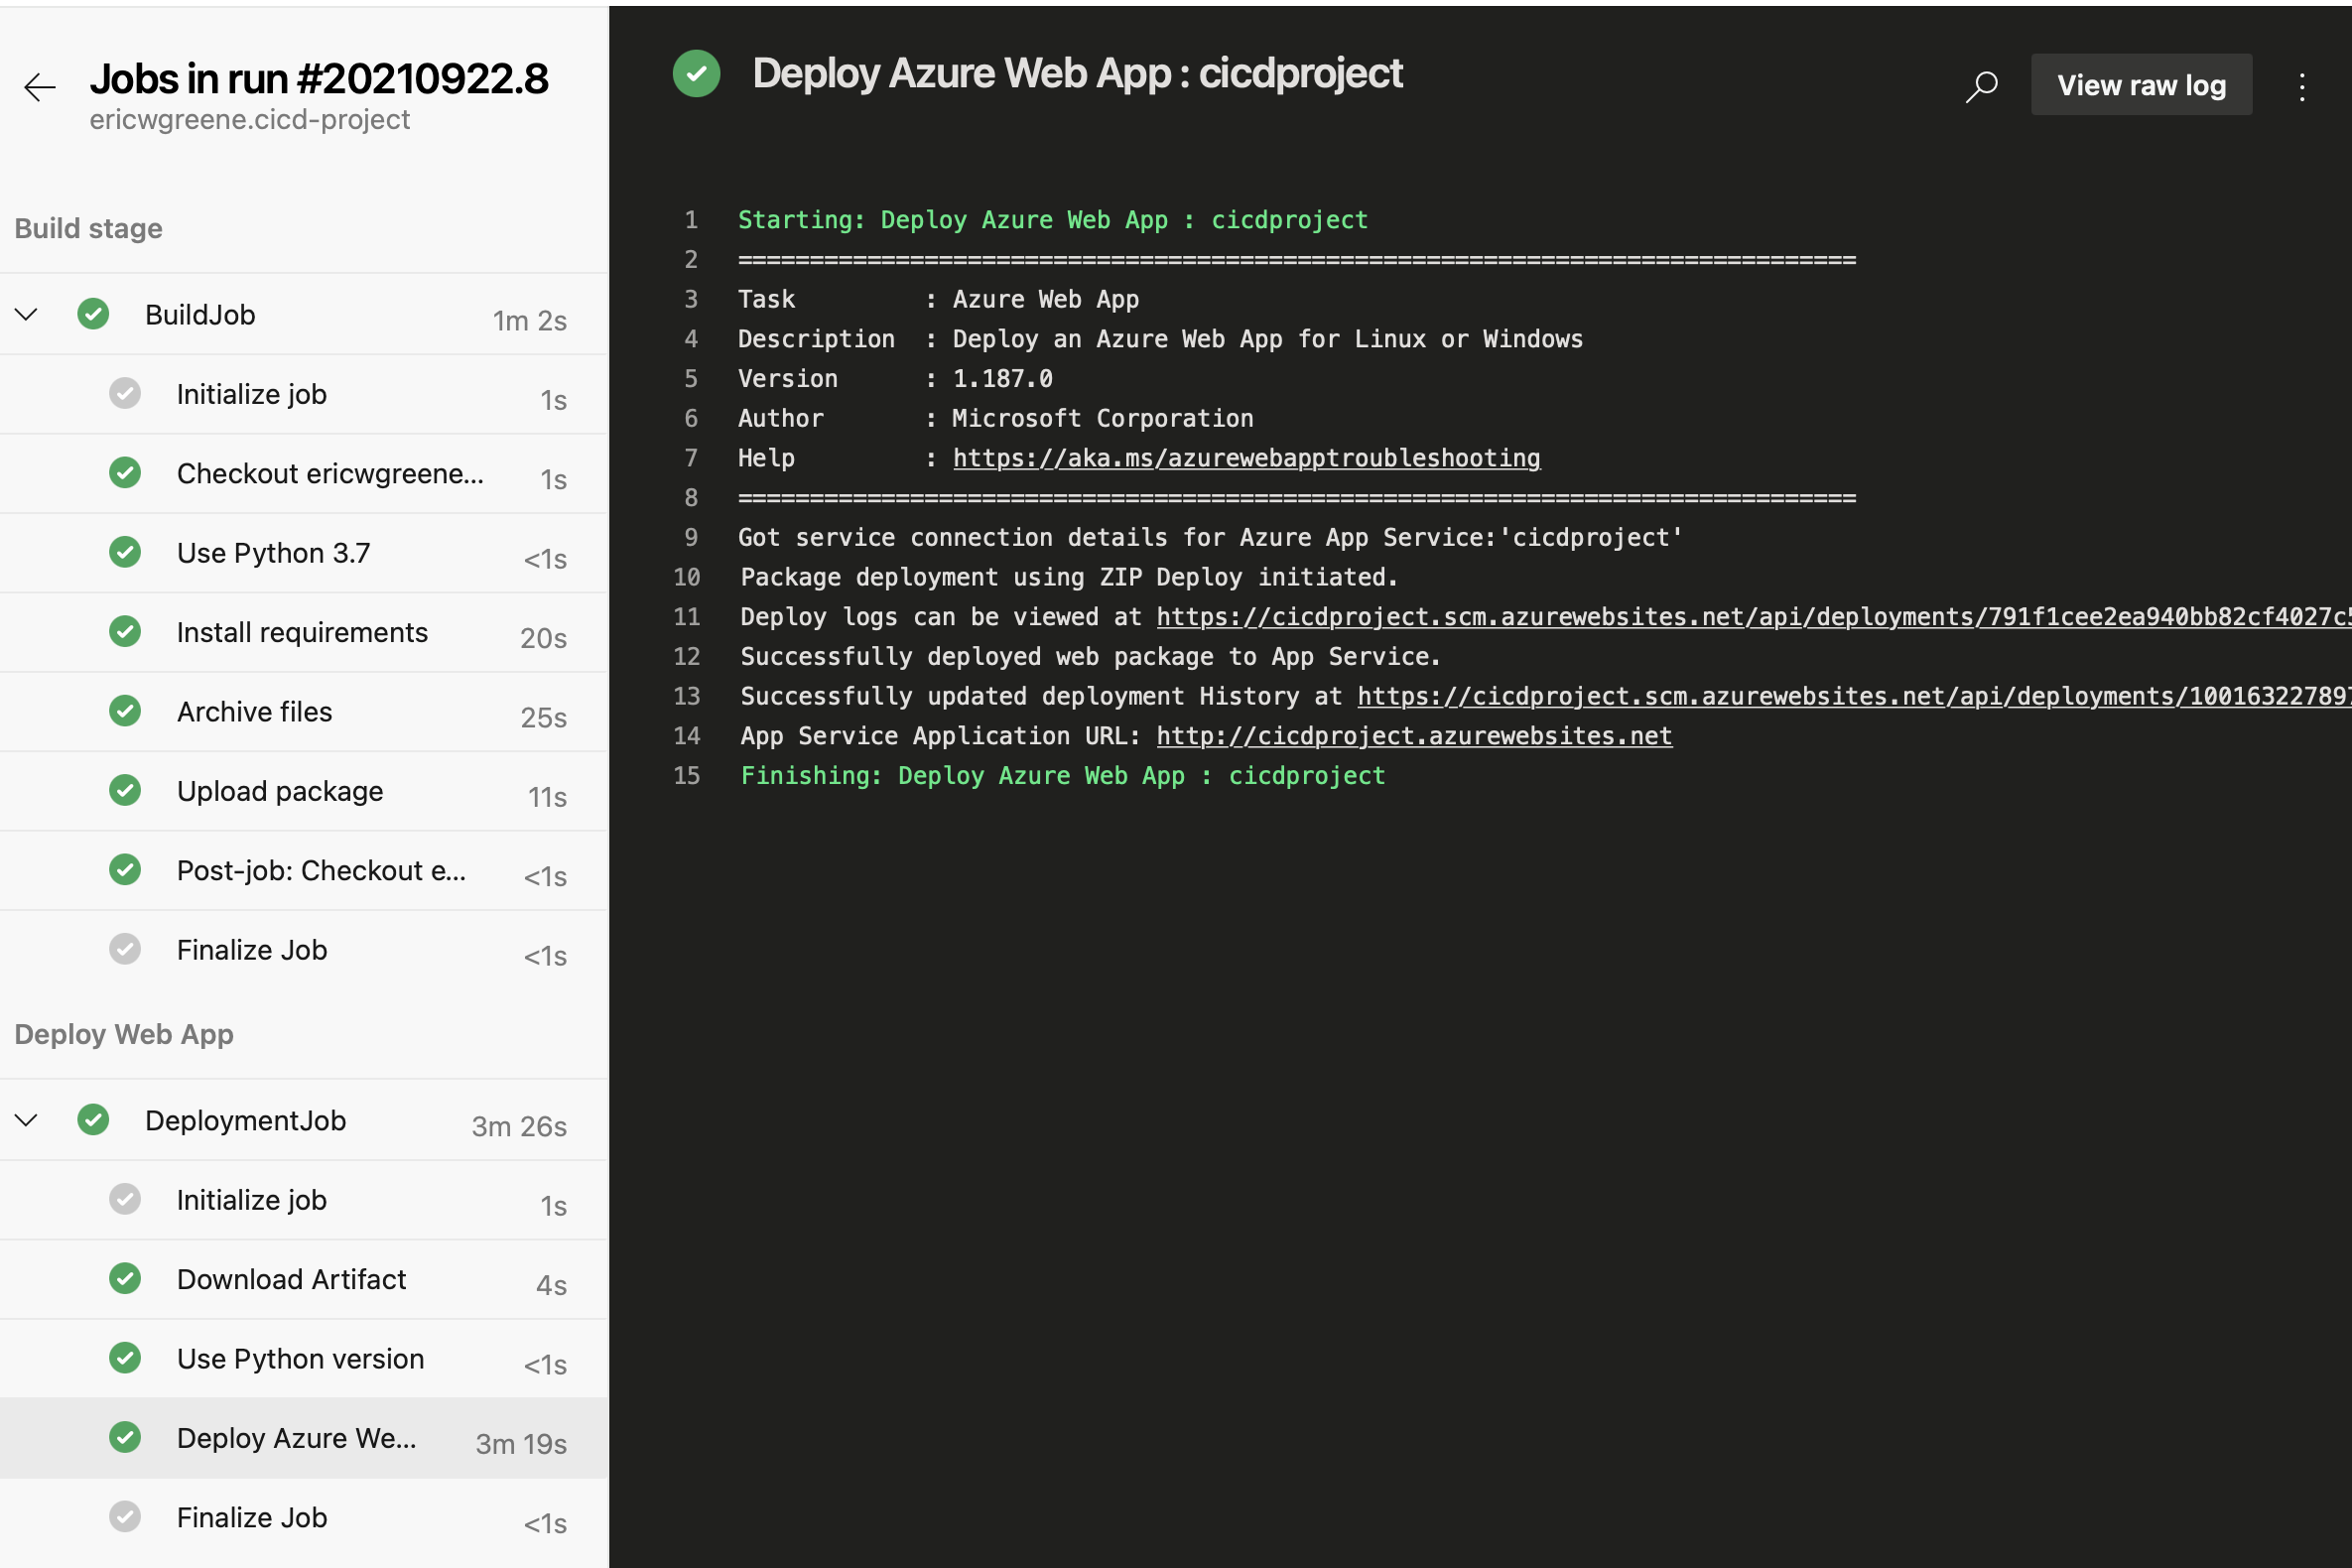 Jobs in run #20210922.8
ericwgreene.cicd-project
Build stage
BuildJob 1m 2s
Initialize job 1s
Checkout ericwgreene... 1s
Use Python 3.7 <1s
Install requirements 20s
Archive files 25s
Upload package 11s
Post-job: Checkout e... <1s
Finalize Job <1s
Deploy Web App
DeploymentJob 3m 26s
Initialize job 1s
Download Artifact 4s
Use Python version <1s
Deploy Azure We... 3m 19s
Finalize Job <1s
Deploy Azure Web App : cicdproject
View raw log
1 Starting: Deploy Azure Web App : cicdproject
2 ==============================================================================
3 Task : Azure Web App
4 Description : Deploy an Azure Web App for Linux or Windows
5 Version : 1.187.0
6 Author : Microsoft Corporation
7 Help : https://aka.ms/azurewebapptroubleshooting
8 ==============================================================================
9 Got service connection details for Azure App Service:'cicdproject'
10 Package deployment using ZIP Deploy initiated.
11 Deploy logs can be viewed at https://cicdproject.scm.azurewebsites.net/api/deployments/791f1cee2ea940bb82cf4027c5
12 Successfully deployed web package to App Service.
13 Successfully updated deployment History at https://cicdproject.scm.azurewebsites.net/api/deployments/100163227897
14 App Service Application URL: http://cicdproject.azurewebsites.net
15 Finishing: Deploy Azure Web App : cicdproject